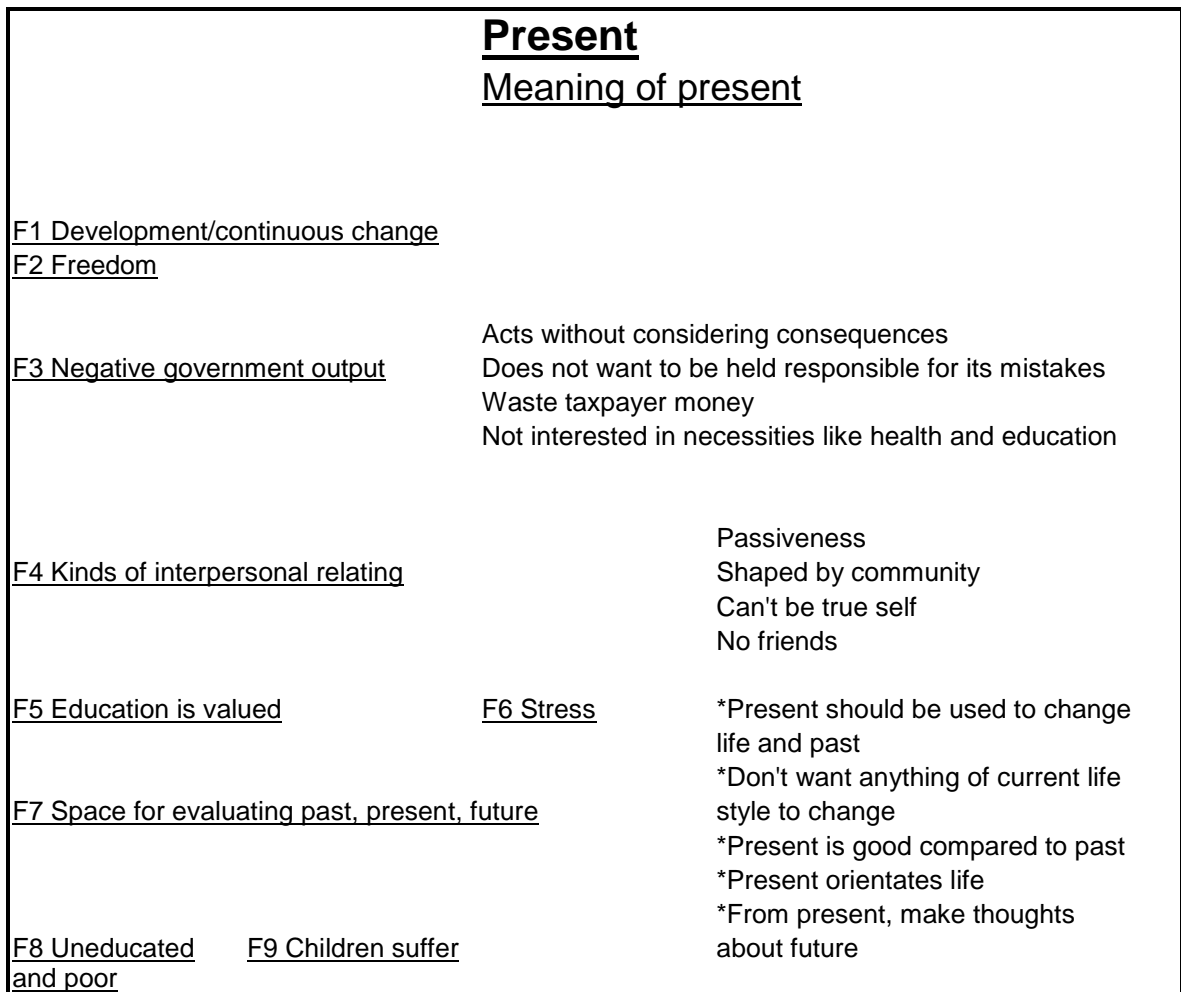 Present
Meaning of present
F1 Development/continuous change
F2 Freedom
Acts without considering consequences
F3 Negative government output
Does not want to be held responsible for its mistakes
Waste taxpayer money
Not interested in necessities like health and education
Passiveness
F4 Kinds of interpersonal relating
Shaped by community
Can't be true self
No friends
F5 Education is valued
F6 Stress
*Present should be used to change
life and past
*Don't want anything of current life
F7 Space for evaluating past, present, future
style to change
*Present is good compared to past
*Present orientates life
*From present, make thoughts
about future
F8 Uneducated
and poor
F9 Children suffer